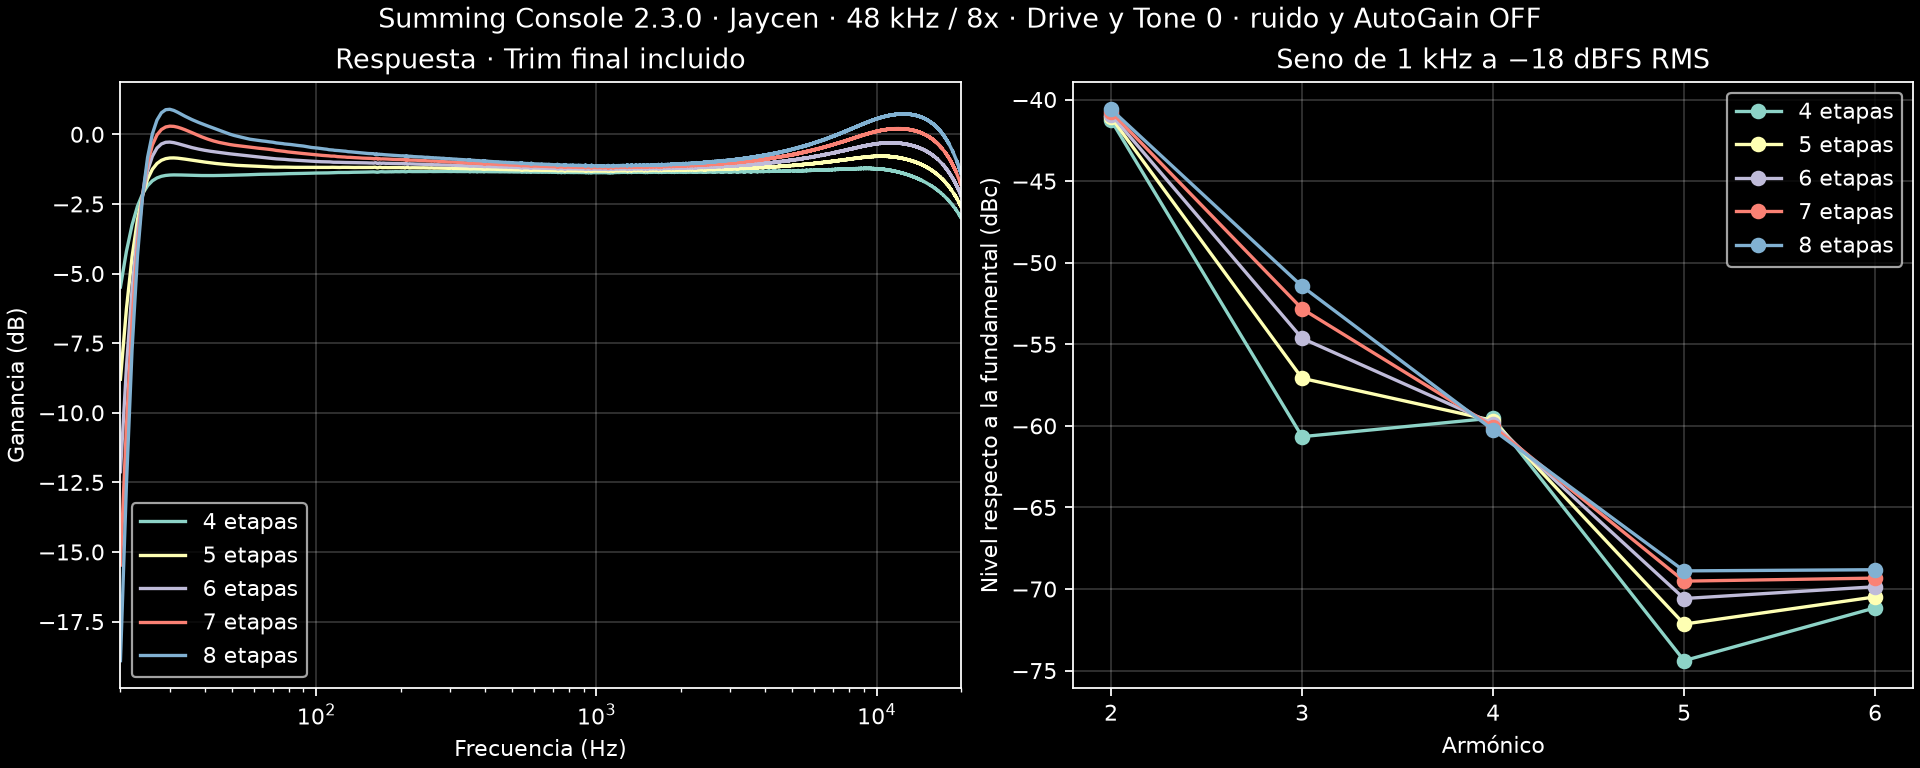 Summing Console 2.3.0 · Jaycen · 48 kHz / 8x · Drive y Tone 0 · ruido y AutoGain OFF
Respuesta · Trim final incluido
Ganancia (dB)
0.0
−2.5
−5.0
−7.5
−10.0
−12.5
−15.0
−17.5
4 etapas
5 etapas
6 etapas
7 etapas
8 etapas
10²
10³
10⁴
Frecuencia (Hz)
Seno de 1 kHz a −18 dBFS RMS
Nivel respecto a la fundamental (dBc)
−40
−45
−50
−55
−60
−65
−70
−75
4 etapas
5 etapas
6 etapas
7 etapas
8 etapas
2
3
4
5
6
Armónico